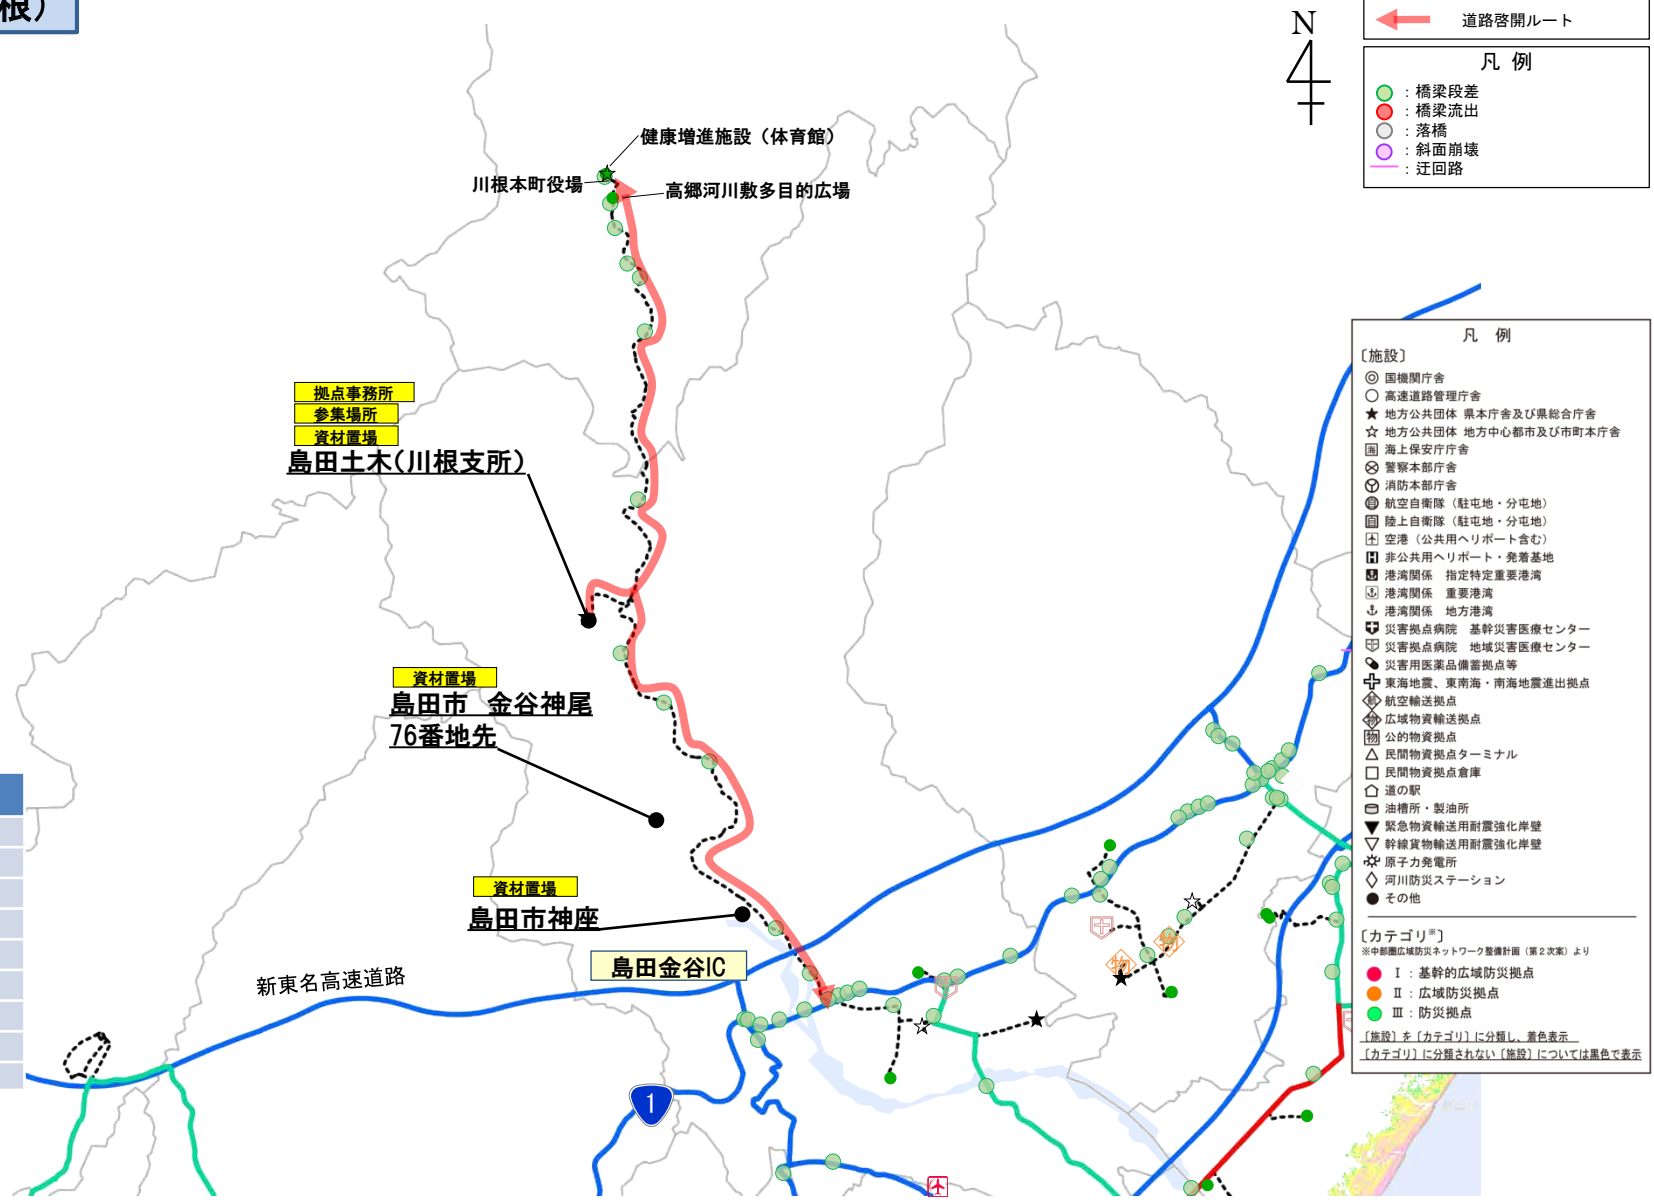 根）
N
道路啓開ルート
凡 例
：橋梁段差
：橋梁流出
：落橋
：斜面崩壊
：迂回路
健康増進施設（体育館）
川根本町役場
高郷河川敷多目的広場
拠点事務所
参集場所
資材置場
島田土木(川根支所)
資材置場
島田市 金谷神尾
76番地先
資材置場
島田市神座
島田金谷IC
新東名高速道路
1
物
物
凡 例
〔施設〕
国機関庁舎
高速道路管理庁舎
地方公共団体 県本庁舎及び県総合庁舎
地方公共団体 地方中心都市及び市町本庁舎
海上保安庁庁舎
警察本部庁舎
消防本部庁舎
航空自衛隊（駐屯地・分屯地）
陸上自衛隊（駐屯地・分屯地）
空港（公共用ヘリポート含む）
非公共用ヘリポート・発着基地
港湾関係 指定特定重要港湾
港湾関係 重要港湾
港湾関係 地方港湾
災害拠点病院 基幹災害医療センター
災害拠点病院 地域災害医療センター
災害用医薬品備蓄拠点等
東海地震、東南海・南海地震進出拠点
航空輸送拠点
広域物資輸送拠点
物 公的物資拠点
民間物資拠点ターミナル
民間物資拠点倉庫
道の駅
油槽所・製油所
緊急物資輸送用耐震強化岸壁
幹線貨物輸送用耐震強化岸壁
原子力発電所
河川防災ステーション
その他
〔カテゴリ※〕
※中部圏広域防災ネットワーク整備計画（第２次案）より
Ⅰ：基幹的広域防災拠点
Ⅱ：広域防災拠点
Ⅲ：防災拠点
［施設］を［カテゴリ］に分類し、着色表示
［カテゴリ］に分類されない［施設］については黒色で表示